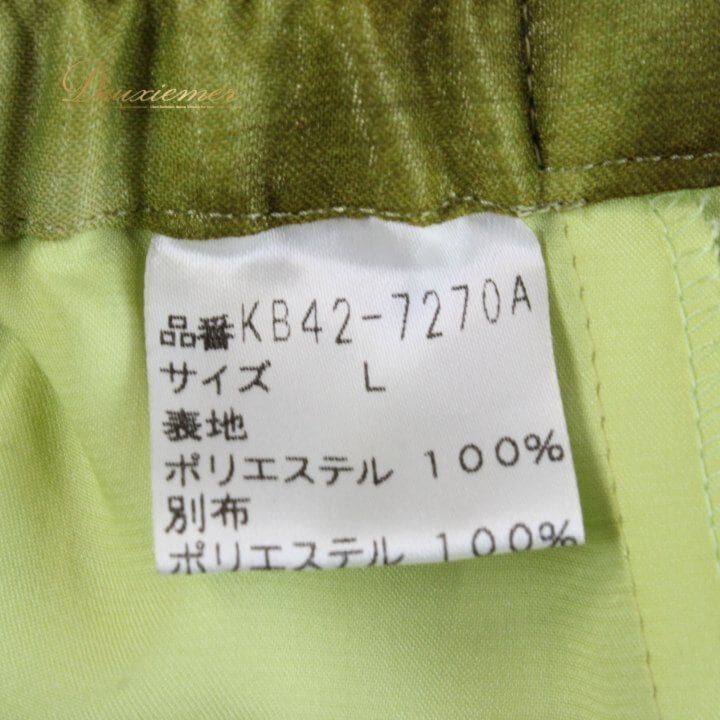 品番KB42-7270A
サイズ L
表地
ポリエステル 100%
別布
ポリエステル 100%